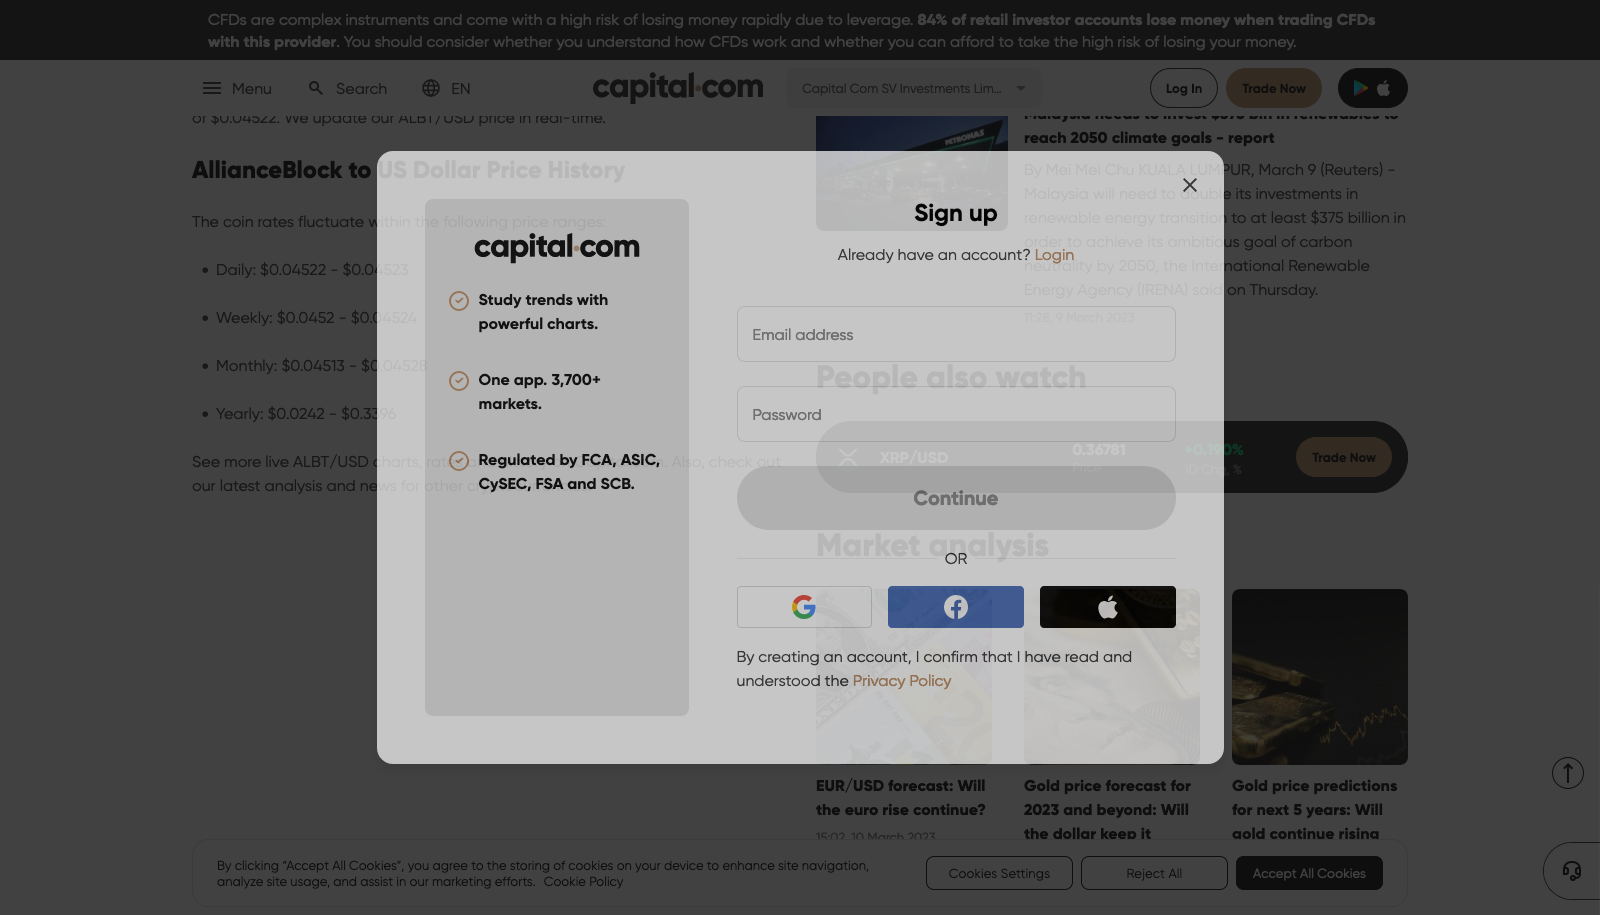 CFDs are complex instruments and come with a high risk of losing money rapidly due to leverage. 84% of retail investor accounts lose money when trading CFDs
with this provider. You should consider whether you understand how CFDs work and whether you can afford to take the high risk of losing your money.
Menu
Search
EN
capital.com
Capital Com SV Investments Lim...
Log In
Trade Now
of $0.04522. We update our ALBT/USD price in real-time.
AllianceBlock to US Dollar Price History
The coin rates fluctuate within the following price ranges:
Daily: $0.04522 - $0.04523
Weekly: $0.0452 - $0.04524
Monthly: $0.04513 - $0.04528
Yearly: $0.0242 - $0.3396
See more live ALBT/USD charts, Also, check out
our latest analysis and news for other
PETRONAS
Malaysia needs to invest $375 bln in renewables to
reach 2050 climate goals - report
By Mei Mei Chu KUALA LUMPUR, March 9 (Reuters) -
Malaysia will need to double its investments in
renewable energy transition to at least $375 billion in
order to achieve its ambitious goal of carbon
neutrality by 2050, the International Renewable
Energy Agency (IRENA) said on Thursday.
11:28, 9 March 2023
Sign up
Already have an account? Login
capital.com
Study trends with
powerful charts.
One app. 3,700+
markets.
Regulated by FCA, ASIC,
CySEC, FSA and SCB.
Email address
Password
Continue
OR
By creating an account, I confirm that I have read and
understood the Privacy Policy
People also watch
XRP/USD
0.36781
Price
+0.190%
1D Chg, %
Trade Now
Market analysis
EUR/USD forecast: Will
the euro rise continue?
15:02, 10 March 2023
Gold price forecast for
2023 and beyond: Will
the dollar keep it
Gold price predictions
for next 5 years: Will
gold continue rising
By clicking “Accept All Cookies”, you agree to the storing of cookies on your device to enhance site navigation,
analyze site usage, and assist in our marketing efforts. Cookie Policy
Cookies Settings
Reject All
Accept All Cookies